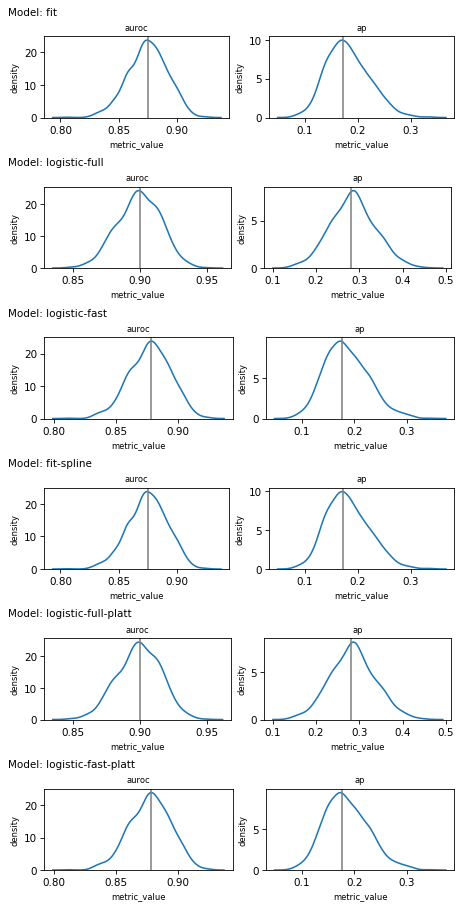 Model: fit
auroc ap
density
20
10
0
0.80 0.85 0.90
metric_value
density
10
5
0
0.1 0.2 0.3
metric_value
Model: logistic-full
auroc ap
density
20
10
0
0.85 0.90 0.95
metric_value
density
5
0
0.1 0.2 0.3 0.4 0.5
metric_value
Model: logistic-fast
auroc ap
density
20
10
0
0.80 0.85 0.90
metric_value
density
5
0
0.1 0.2 0.3
metric_value
Model: fit-spline
auroc ap
density
20
10
0
0.80 0.85 0.90
metric_value
density
10
5
0
0.1 0.2 0.3
metric_value
Model: logistic-full-platt
auroc ap
density
20
10
0
0.85 0.90 0.95
metric_value
density
5
0
0.1 0.2 0.3 0.4 0.5
metric_value
Model: logistic-fast-platt
auroc ap
density
20
10
0
0.80 0.85 0.90
metric_value
density
5
0
0.1 0.2 0.3
metric_value